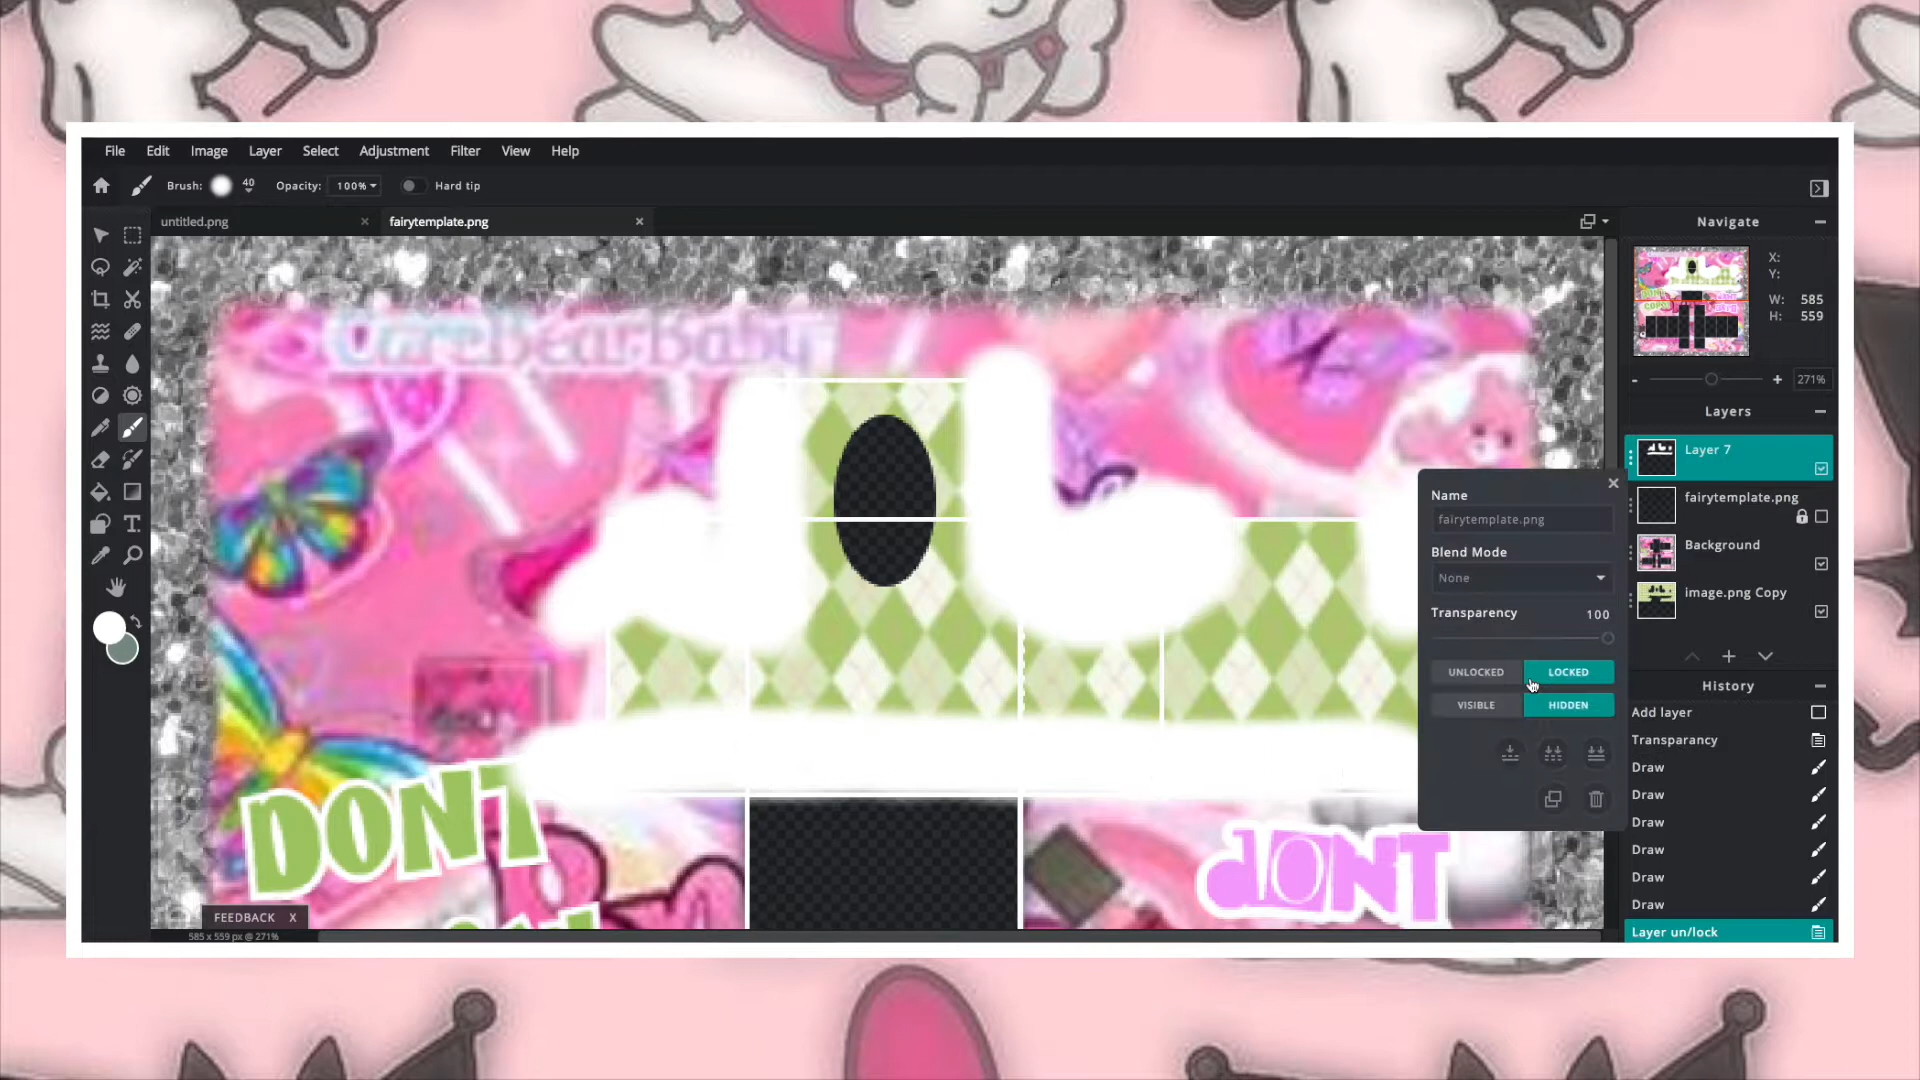 File Edit Image Layer Select Adjustment Filter View Help
Brush: 40 Opacity: 100% Hard tip
untitled.png
fairytemplate.png
Navigate
X:
Y:
W: 585
H: 559
271%
Layers
Layer 7
fairytemplate.png
Background
image.png Copy
Name
fairytemplate.png
Blend Mode
None
Transparency 100
UNLOCKED LOCKED
VISIBLE HIDDEN
History
Add layer
Transparancy
Draw
Draw
Draw
Draw
Draw
Draw
Layer un/lock
CareBearBaby
DONT
dONT
FEEDBACK X
585 x 559 px @ 271%